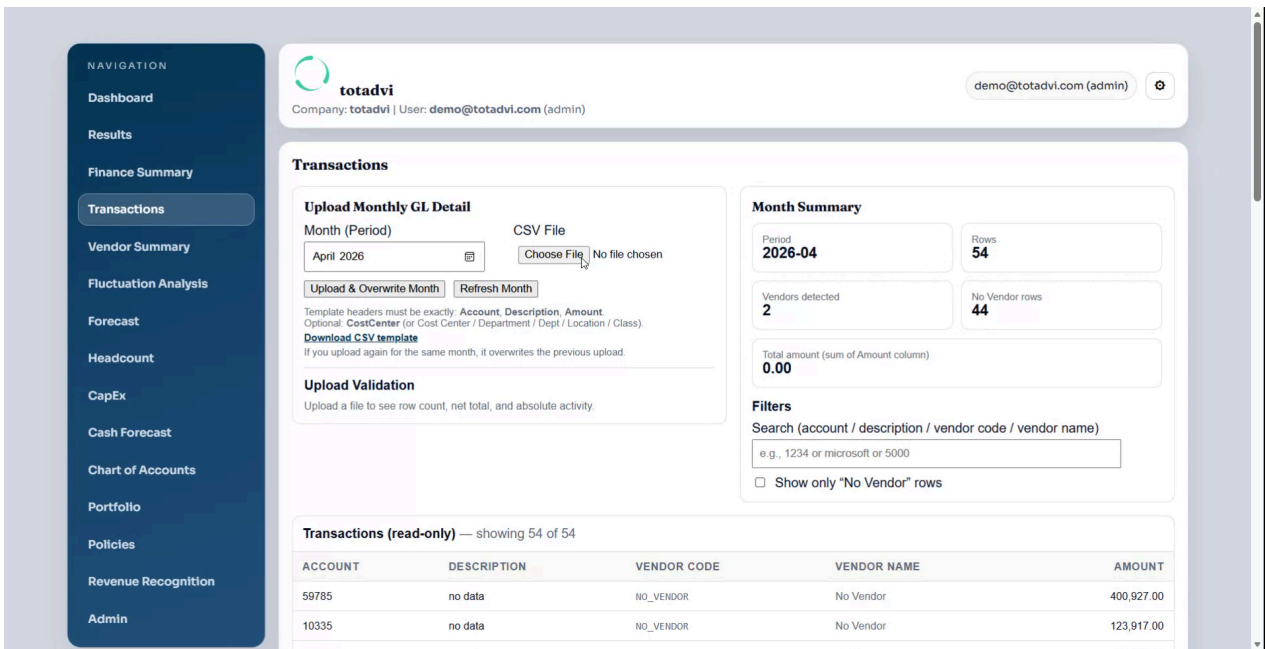 NAVIGATION
Dashboard
Results
Finance Summary
Transactions
Vendor Summary
Fluctuation Analysis
Forecast
Headcount
CapEx
Cash Forecast
Chart of Accounts
Portfolio
Policies
Revenue Recognition
Admin
totadvi
Company: totadvi | User: demo@totadvi.com (admin)
demo@totadvi.com (admin)
Transactions
Upload Monthly GL Detail
Month (Period) CSV File
April 2026 Choose File No file chosen
Upload & Overwrite Month Refresh Month
Template headers must be exactly: Account, Description, Amount.
Optional: CostCenter (or Cost Center / Department / Dept / Location / Class).
Download CSV template
If you upload again for the same month, it overwrites the previous upload.
Upload Validation
Upload a file to see row count, net total, and absolute activity.
Month Summary
Period Rows
2026-04 54
Vendors detected No Vendor rows
2 44
Total amount (sum of Amount column)
0.00
Filters
Search (account / description / vendor code / vendor name)
e.g., 1234 or microsoft or 5000
Show only “No Vendor” rows
Transactions (read-only) — showing 54 of 54
ACCOUNT DESCRIPTION VENDOR CODE VENDOR NAME AMOUNT
59785 no data NO_VENDOR No Vendor 400,927.00
10335 no data NO_VENDOR No Vendor 123,917.00